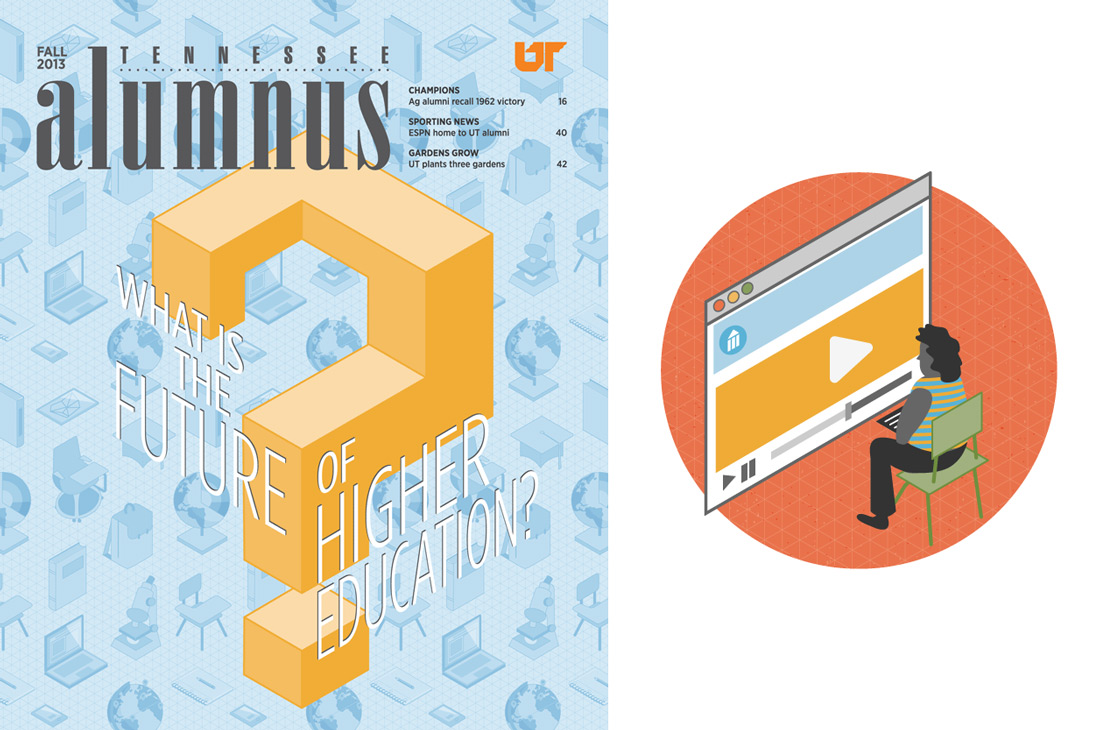 FALL
2013
TENNESSEE
alumnus
UT
CHAMPIONS
Ag alumni recall 1962 victory 16
SPORTING NEWS
ESPN home to UT alumni 40
GARDENS GROW
UT plants three gardens 42
WHAT IS
THE
FUTURE
OF
HIGHER
EDUCATION?